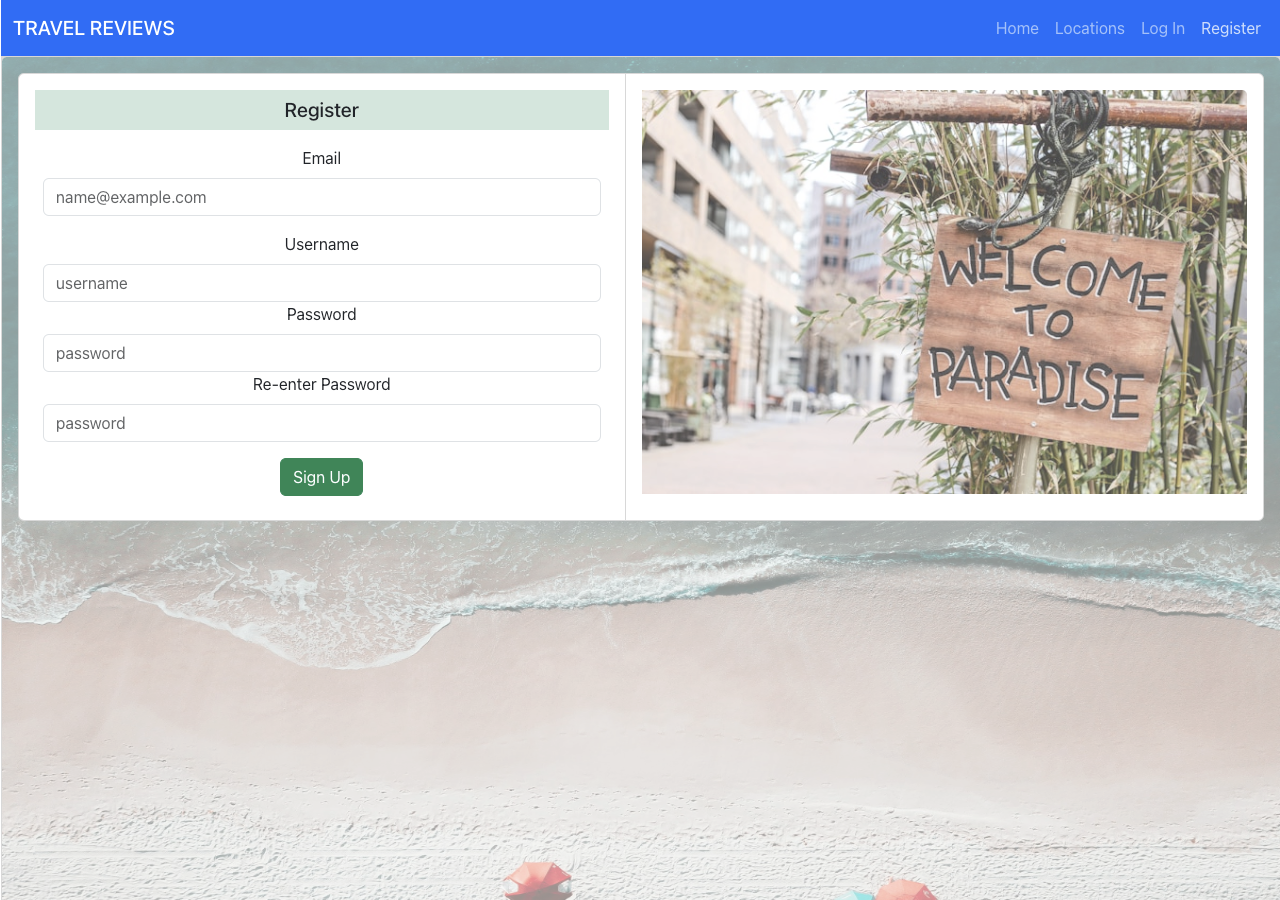 TRAVEL REVIEWS
Home Locations Log In Register
Register
Email
name@example.com
Username
username
Password
password
Re-enter Password
password
Sign Up
WELCOME
TO
PARADISE